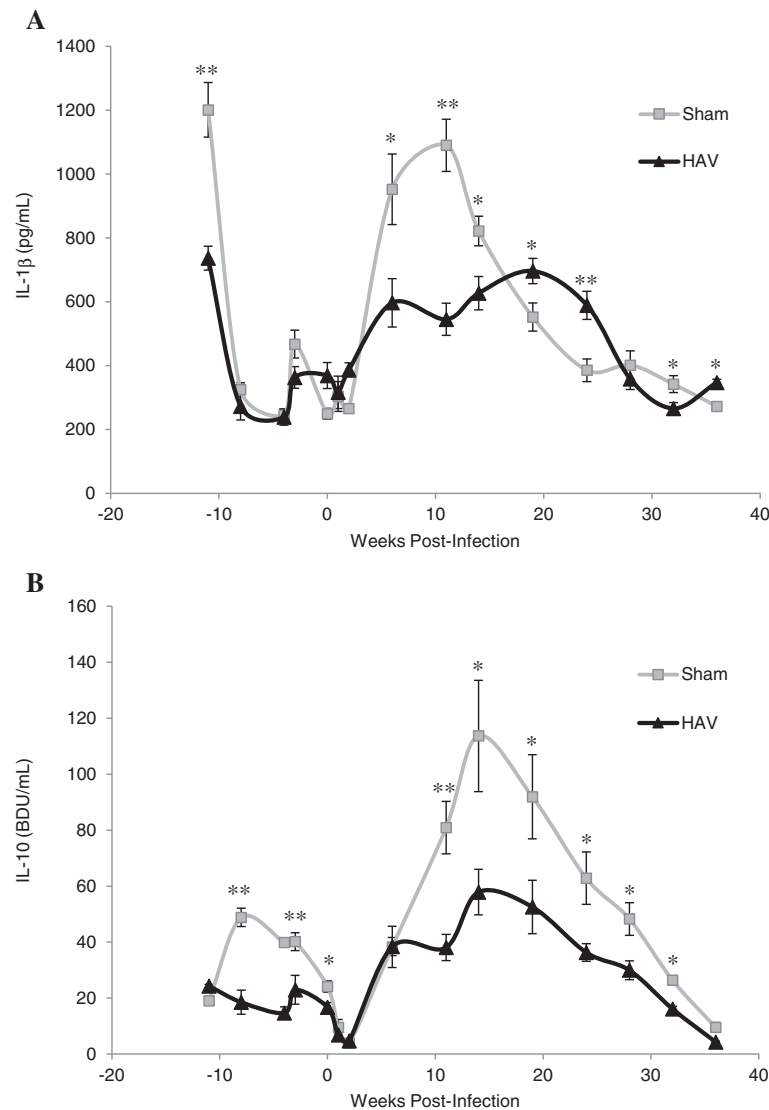 A
1400
1200
1000
800
600
400
200
0
-20 -10 0 10 20 30 40
IL-1β (pg/mL)
Weeks Post-Infection
Sham
HAV
** * ** * * ** * *
B
160
140
120
100
80
60
40
20
0
-20 -10 0 10 20 30 40
IL-10 (BDU/mL)
Weeks Post-Infection
Sham
HAV
** ** * ** * * * * *